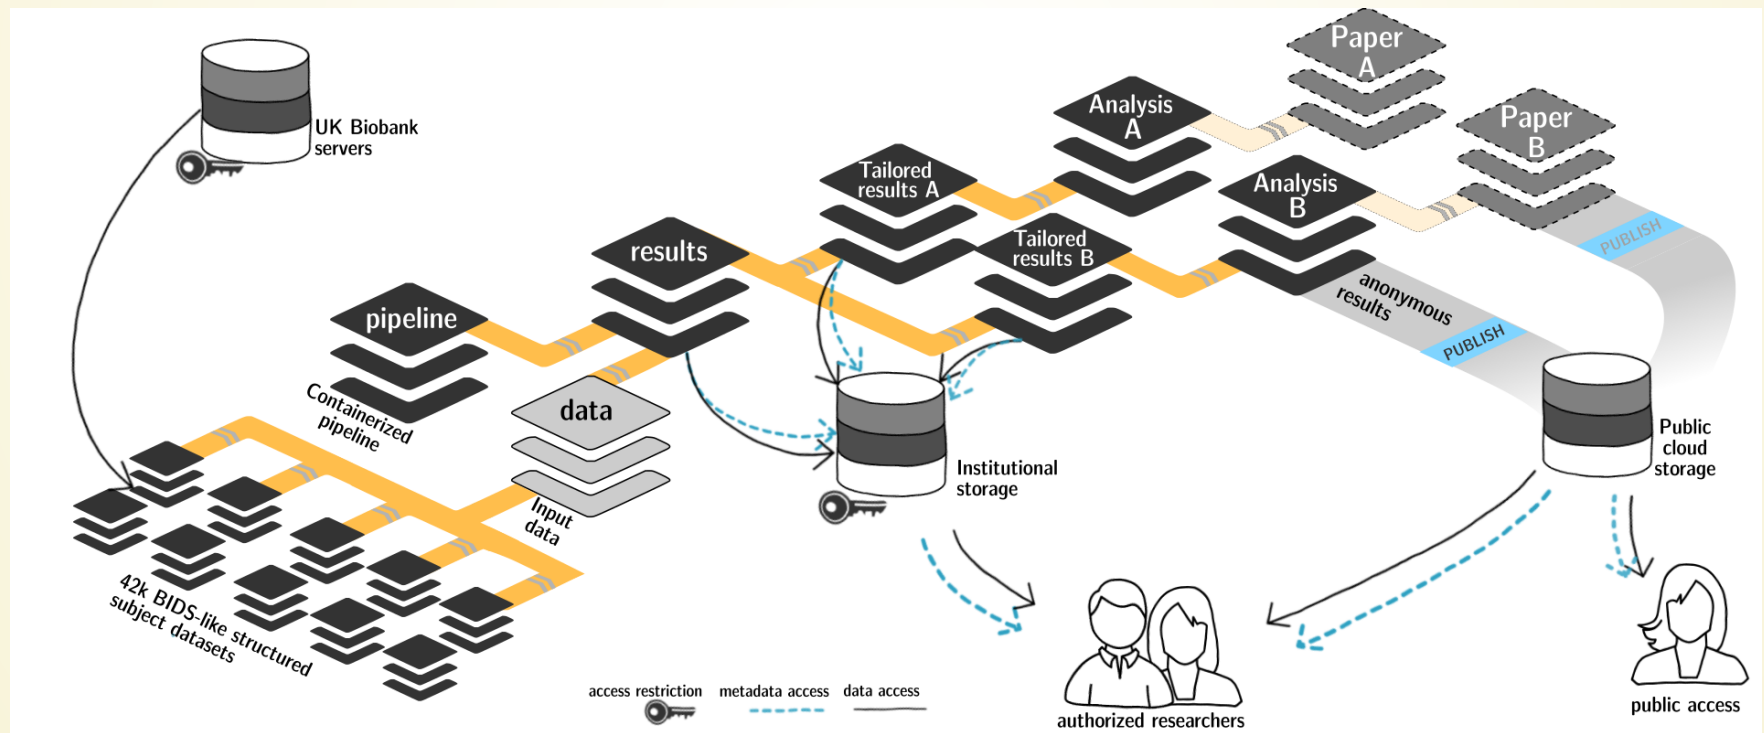 UK Biobank
servers
Paper
A
Paper
B
Analysis
A
Analysis
B
Tailored
results A
Tailored
results B
results
pipeline
Containerized
pipeline
data
Input
data
42k BIDS-like structured
subject datasets
anonymous
results
PUBLISH
PUBLISH
Institutional
storage
Public
cloud
storage
access restriction
metadata access
data access
authorized researchers
public access